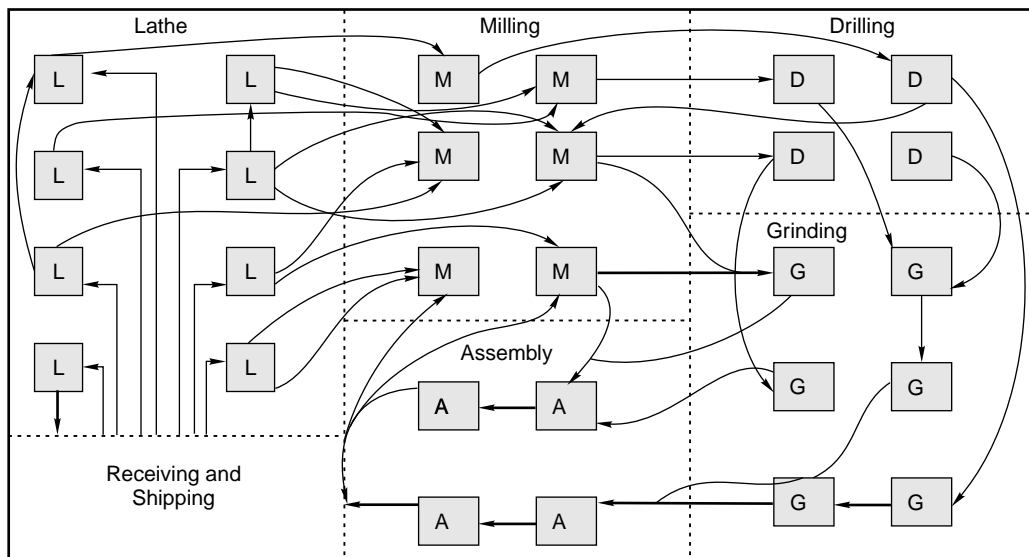 Lathe Milling Drilling
L L M M D D
L L M M D D
Grinding
L L M M G G
Assembly
L L A A G G
Receiving and
Shipping
A A G G